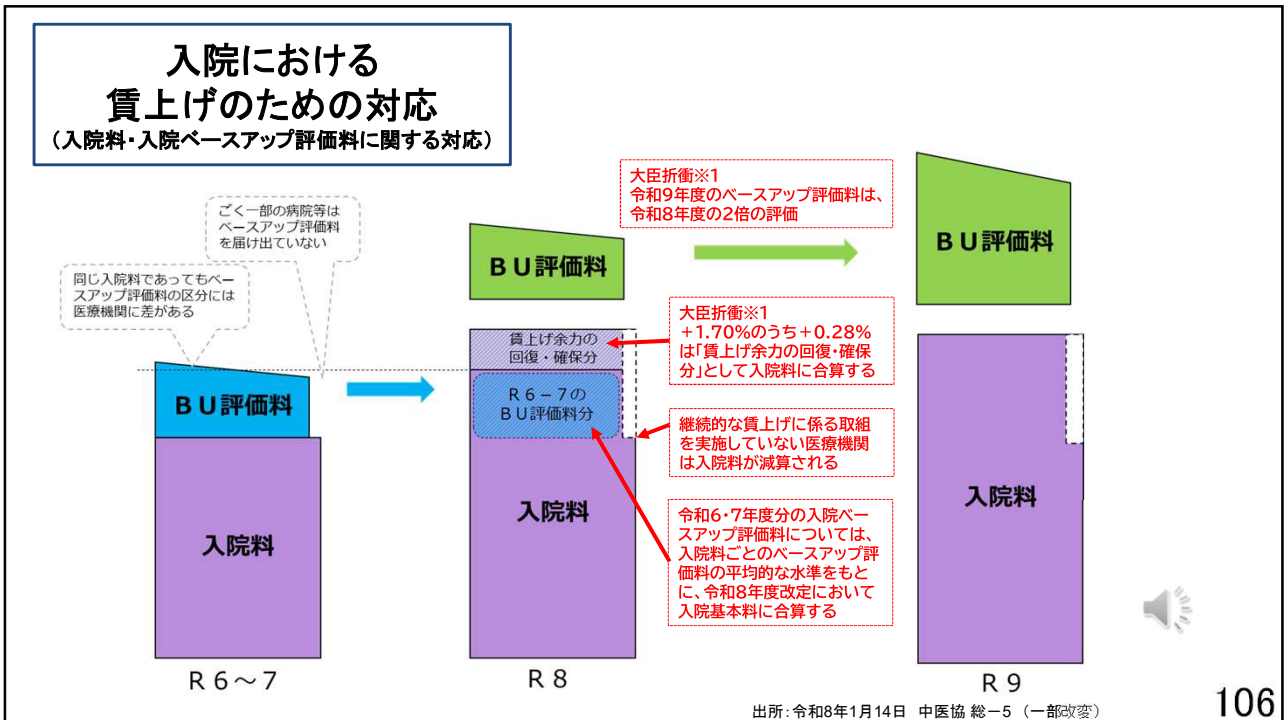 入院における
賃上げのための対応
（入院料・入院ベースアップ評価料に関する対応）
ごく一部の病院等は
ベースアップ評価料
を届け出ていない
同じ入院料であってもベー
スアップ評価料の区分には
医療機関に差がある
ＢＵ評価料
入院料
Ｒ６～７
ＢＵ評価料
賃上げ余力の
回復・確保分
Ｒ６－７の
ＢＵ評価料分
入院料
Ｒ８
大臣折衝※1
令和9年度のベースアップ評価料は、
令和8年度の2倍の評価
大臣折衝※1
＋1.70%のうち＋0.28%
は「賃上げ余力の回復・確保
分」として入院料に合算する
継続的な賃上げに係る取組
を実施していない医療機関
は入院料が減算される
令和6・7年度分の入院ベー
スアップ評価料については、
入院料ごとのベースアップ評
価料の平均的な水準をもと
に、令和8年度改定において
入院基本料に合算する
ＢＵ評価料
入院料
Ｒ９
出所：令和8年1月14日 中医協 総－5 （一部改変）
106